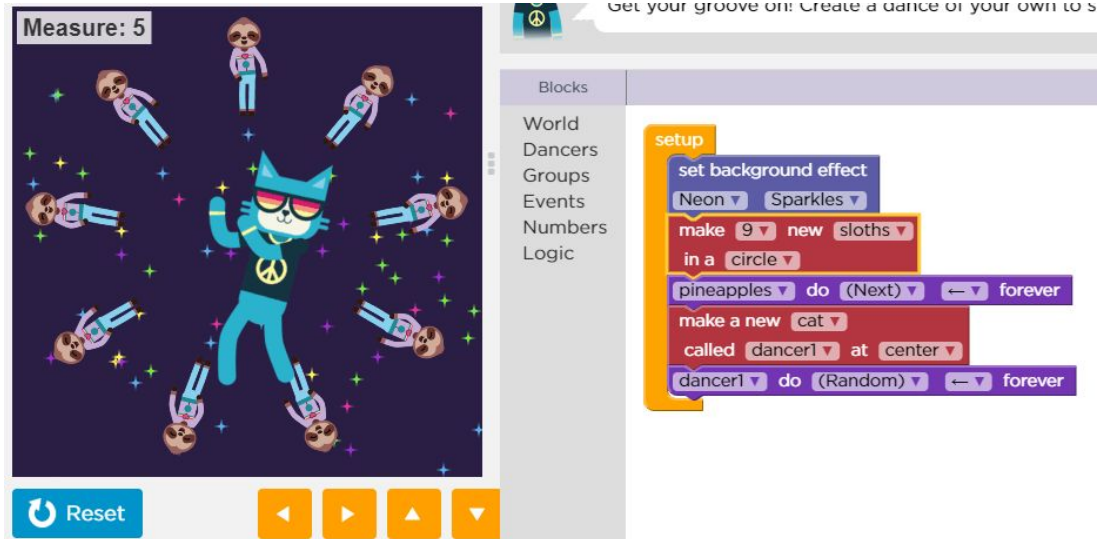 Measure: 5
Get your groove on! Create a dance of your own to s
Blocks
World
Dancers
Groups
Events
Numbers
Logic
setup
set background effect
Neon ▼ Sparkles ▼
make 9 ▼ new sloths ▼
in a circle ▼
pineapples ▼ do (Next) ▼ ← ▼ forever
make a new cat ▼
called dancer1 ▼ at center ▼
dancer1 ▼ do (Random) ▼ ← ▼ forever
Reset